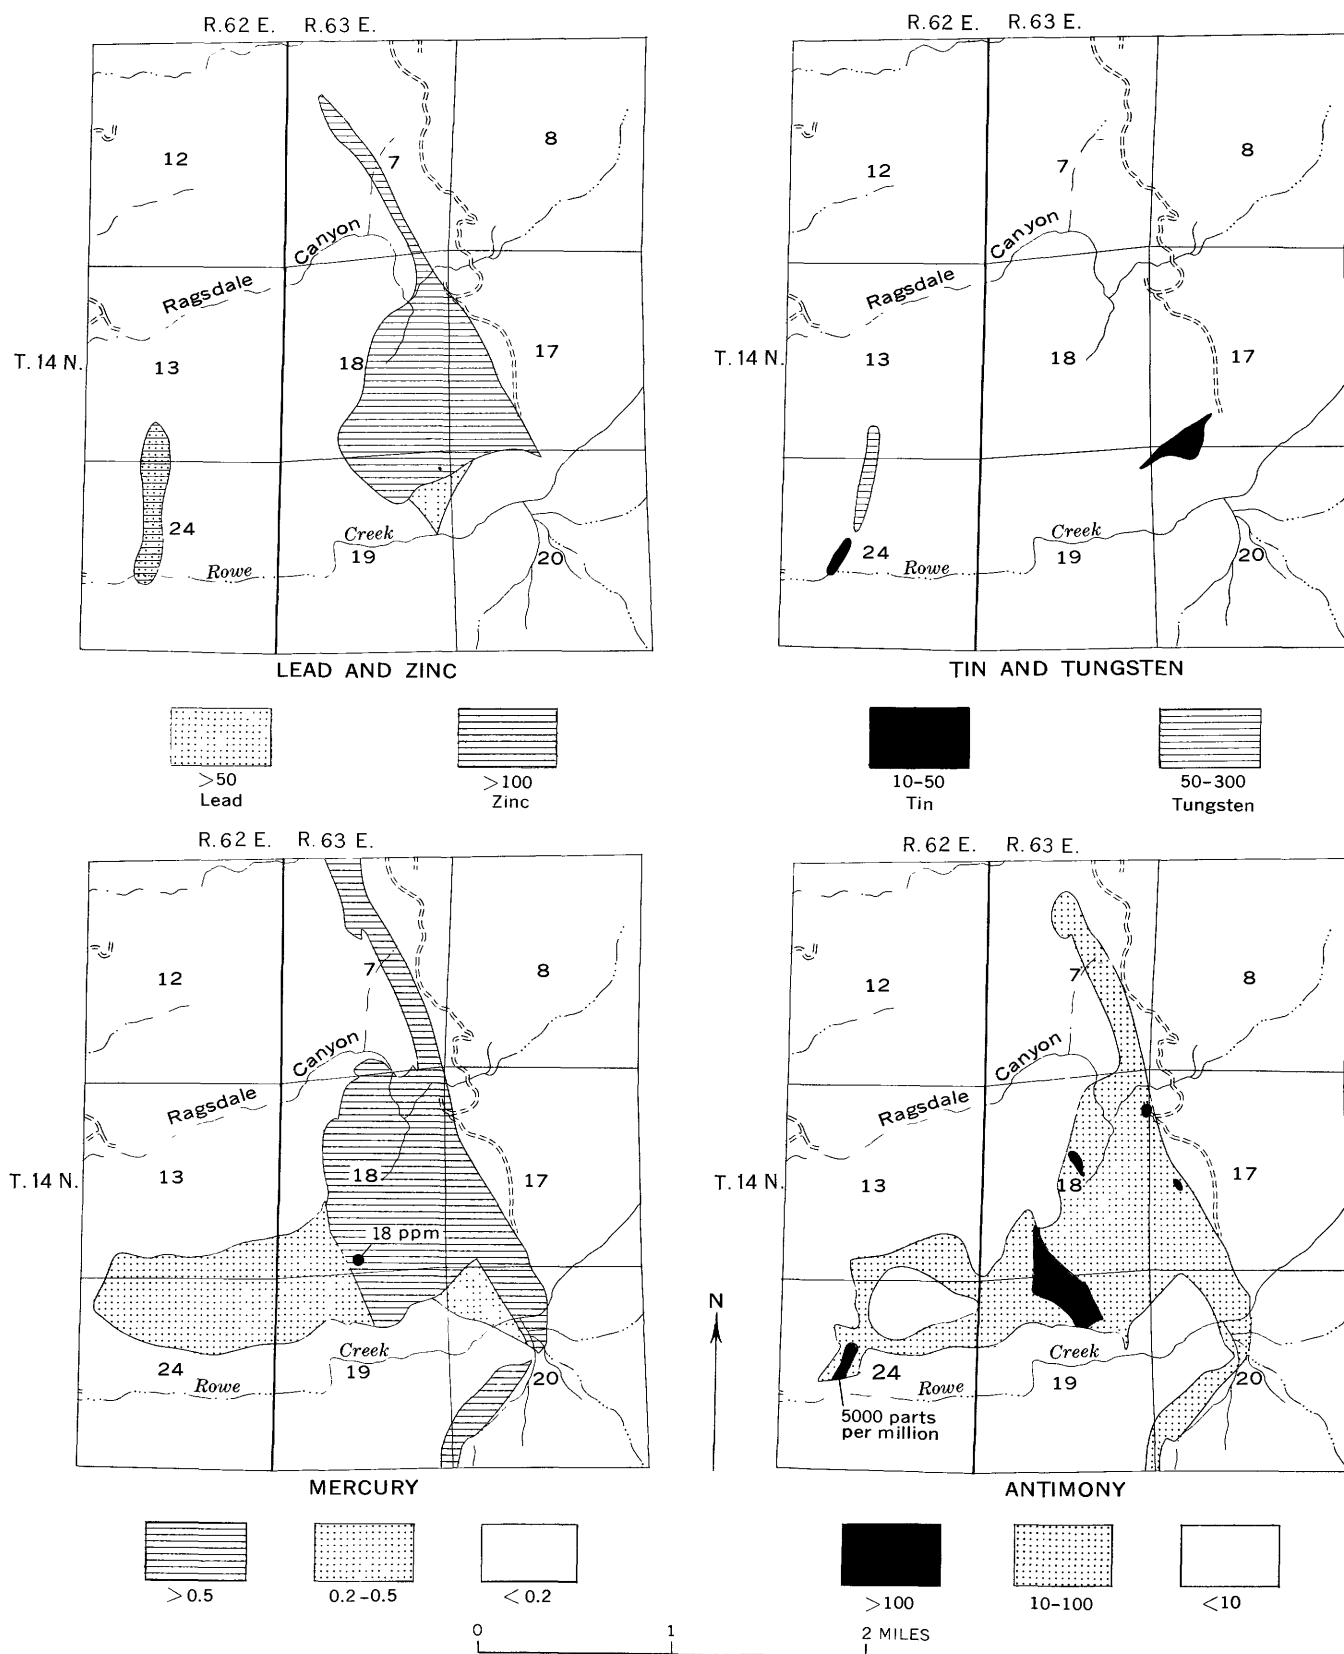 R.62 E. R.63 E.
12
7
8
Canyon
Ragsdale
T. 14 N.
13
18
17
24
Creek
19
Rowe
20
LEAD AND ZINC
>50
Lead
>100
Zinc
R.62 E. R.63 E.
12
7
8
Canyon
Ragsdale
T. 14 N.
13
18
17
24
Creek
19
Rowe
20
TIN AND TUNGSTEN
10-50
Tin
50-300
Tungsten
R.62 E. R.63 E.
12
7
8
Canyon
Ragsdale
T. 14 N.
13
18
17
18 ppm
24
Creek
19
Rowe
20
MERCURY
>0.5
0.2-0.5
<0.2
N
R.62 E. R.63 E.
12
7
8
Canyon
Ragsdale
T. 14 N.
13
18
17
24
Creek
19
Rowe
20
5000 parts
per million
ANTIMONY
>100
10-100
<10
0 1 2 MILES